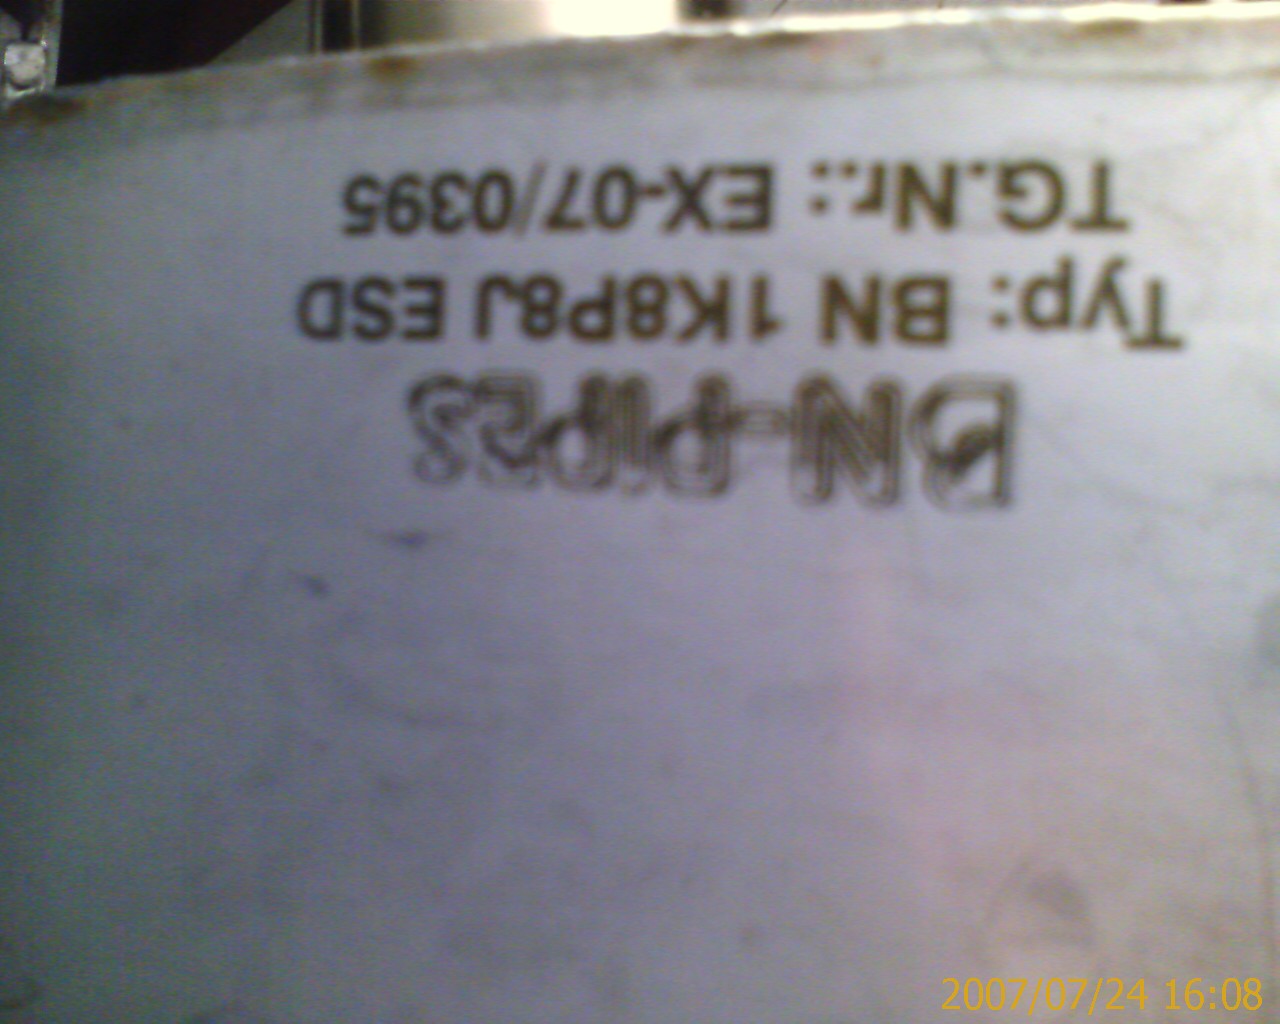 BN-PIPES
Typ: BN 1K8P8J ESD
TG.Nr.: EX-07/0395
2007/07/24 16:08